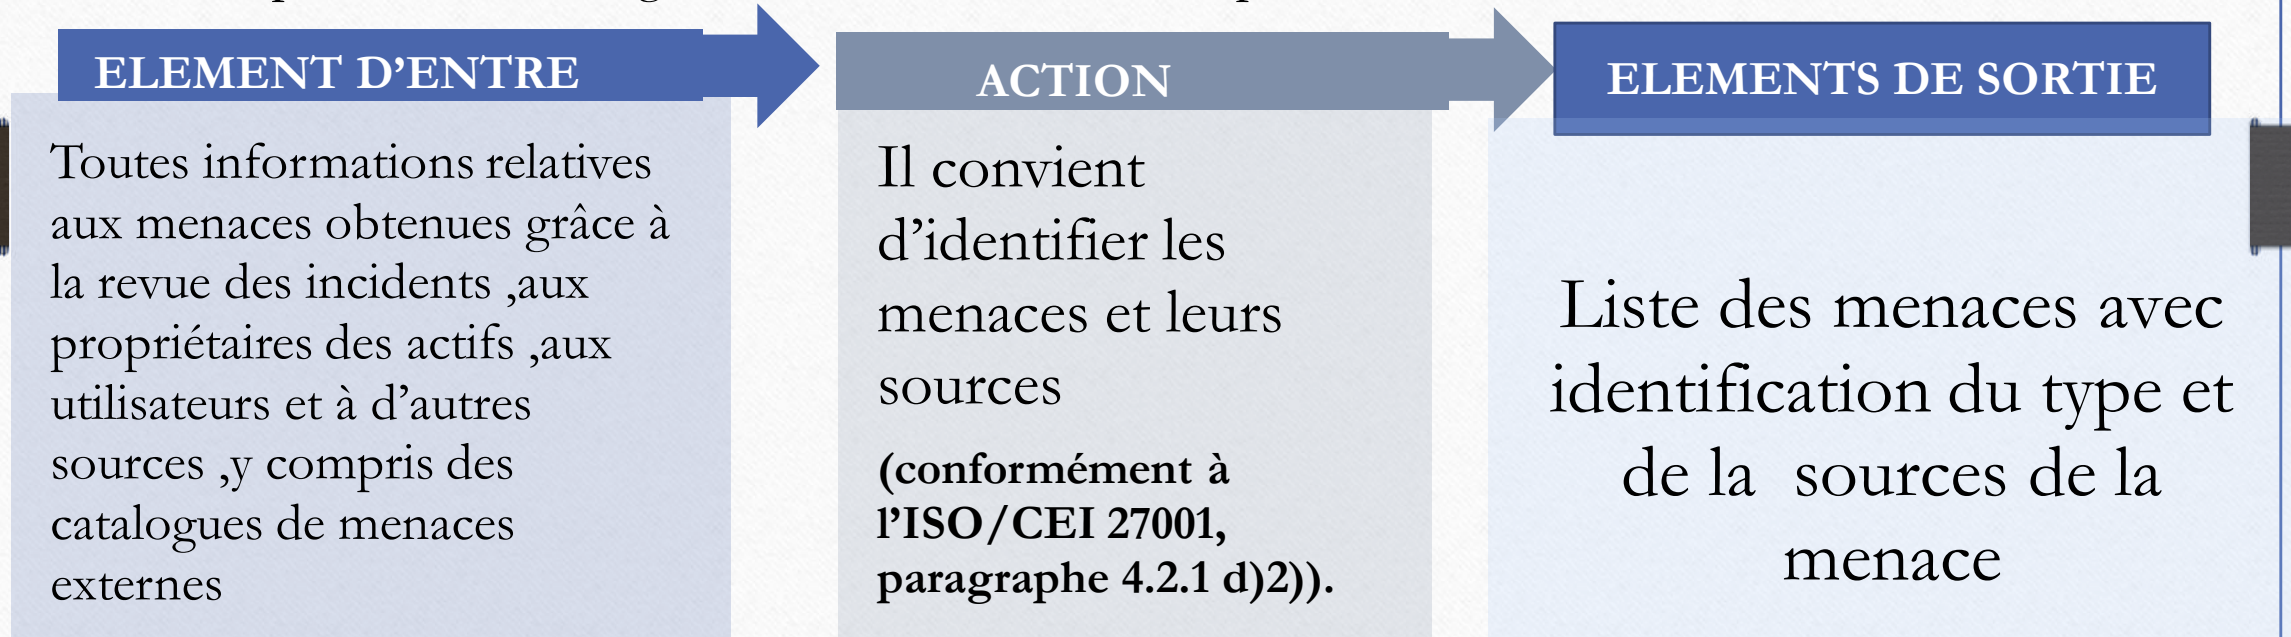 ELEMENT D’ENTRE
Toutes informations relatives
aux menaces obtenues grâce à
la revue des incidents ,aux
propriétaires des actifs ,aux
utilisateurs et à d’autres
sources ,y compris des
catalogues de menaces
externes
ACTION
Il convient
d’identifier les
menaces et leurs
sources
(conformément à
l’ISO/CEI 27001,
paragraphe 4.2.1 d)2)).
ELEMENTS DE SORTIE
Liste des menaces avec
identification du type et
de la sources de la
menace